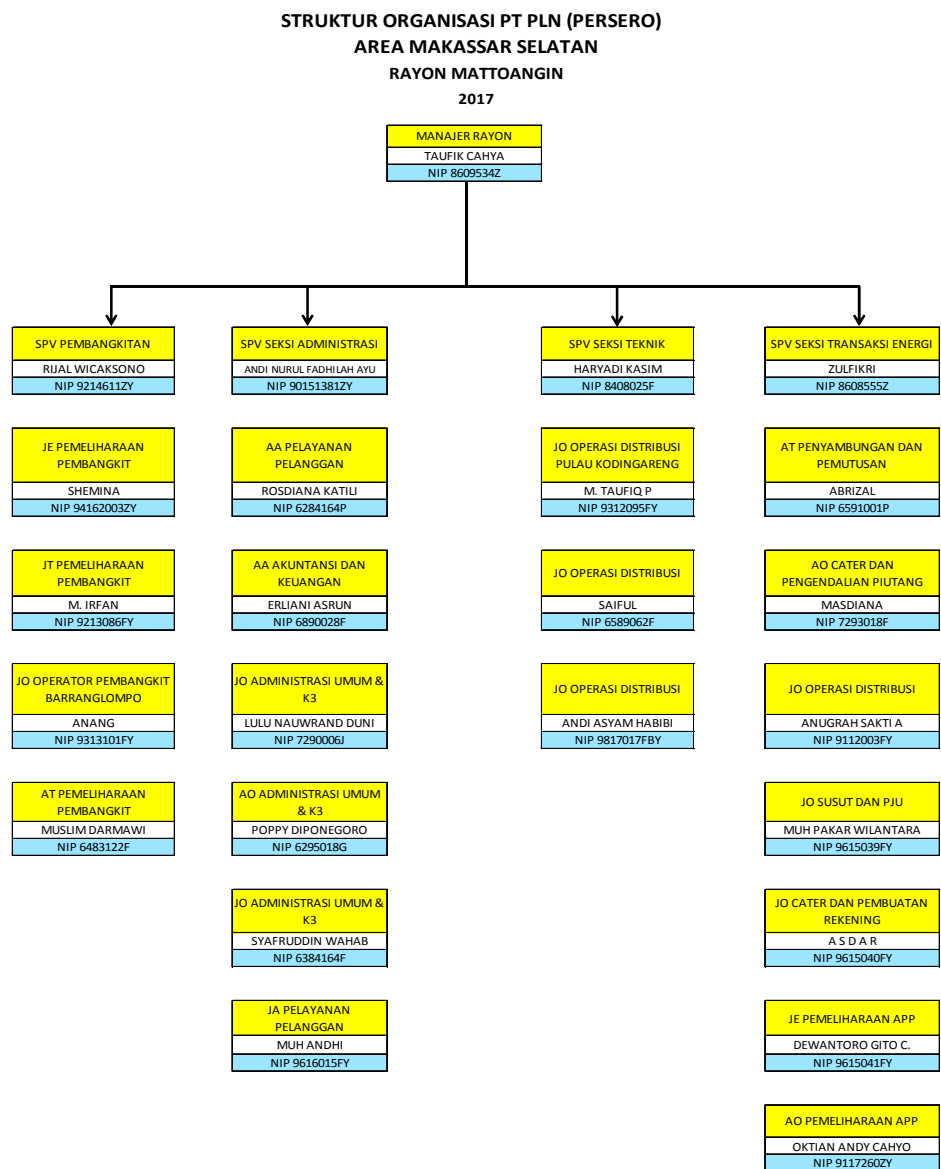 STRUKTUR ORGANISASI PT PLN (PERSERO)
AREA MAKASSAR SELATAN
RAYON MATTOANGIN
2017
MANAJER RAYON
TAUFIK CAHYA
NIP 8609534Z
SPV PEMBANGKITAN
RIJAL WICAKSONO
NIP 9214611ZY
JE PEMELIHARAAN
PEMBANGKIT
SHEMINA
NIP 94162003ZY
JT PEMELIHARAAN
PEMBANGKIT
M. IRFAN
NIP 9213086FY
JO OPERATOR PEMBANGKIT
BARRANGLOMPO
ANANG
NIP 9313101FY
AT PEMELIHARAAN
PEMBANGKIT
MUSLIM DARMAWI
NIP 6483122F
SPV SEKSI ADMINISTRASI
ANDI NURUL FADHILAH AYU
NIP 90151381ZY
AA PELAYANAN
PELANGGAN
ROSDIANA KATILI
NIP 6284164P
AA AKUNTANSI DAN
KEUANGAN
ERLIANI ASRUN
NIP 6890028F
JO ADMINISTRASI UMUM &
K3
LULU NAUWRAND DUNI
NIP 7290006J
AO ADMINISTRASI UMUM
& K3
POPPY DIPONEGORO
NIP 6295018G
JO ADMINISTRASI UMUM &
K3
SYAFRUDDIN WAHAB
NIP 6384164F
JA PELAYANAN
PELANGGAN
MUH ANDHI
NIP 9616015FY
SPV SEKSI TEKNIK
HARYADI KASIM
NIP 8408025F
JO OPERASI DISTRIBUSI
PULAU KODINGARENG
M. TAUFIQ P
NIP 9312095FY
JO OPERASI DISTRIBUSI
SAIFUL
NIP 6589062F
JO OPERASI DISTRIBUSI
ANDI ASYAM HABIBI
NIP 9817017FBY
SPV SEKSI TRANSAKSI ENERGI
ZULFIKRI
NIP 8608555Z
AT PENYAMBUNGAN DAN
PEMUTUSAN
ABRIZAL
NIP 6591001P
AO CATER DAN
PENGENDALIAN PIUTANG
MASDIANA
NIP 7293018F
JO OPERASI DISTRIBUSI
ANUGRAH SAKTI A
NIP 9112003FY
JO SUSUT DAN PJU
MUH PAKAR WILANTARA
NIP 9615039FY
JO CATER DAN PEMBUATAN
REKENING
A S D A R
NIP 9615040FY
JE PEMELIHARAAN APP
DEWANTORO GITO C.
NIP 9615041FY
AO PEMELIHARAAN APP
OKTIAN ANDY CAHYO
NIP 9117260ZY